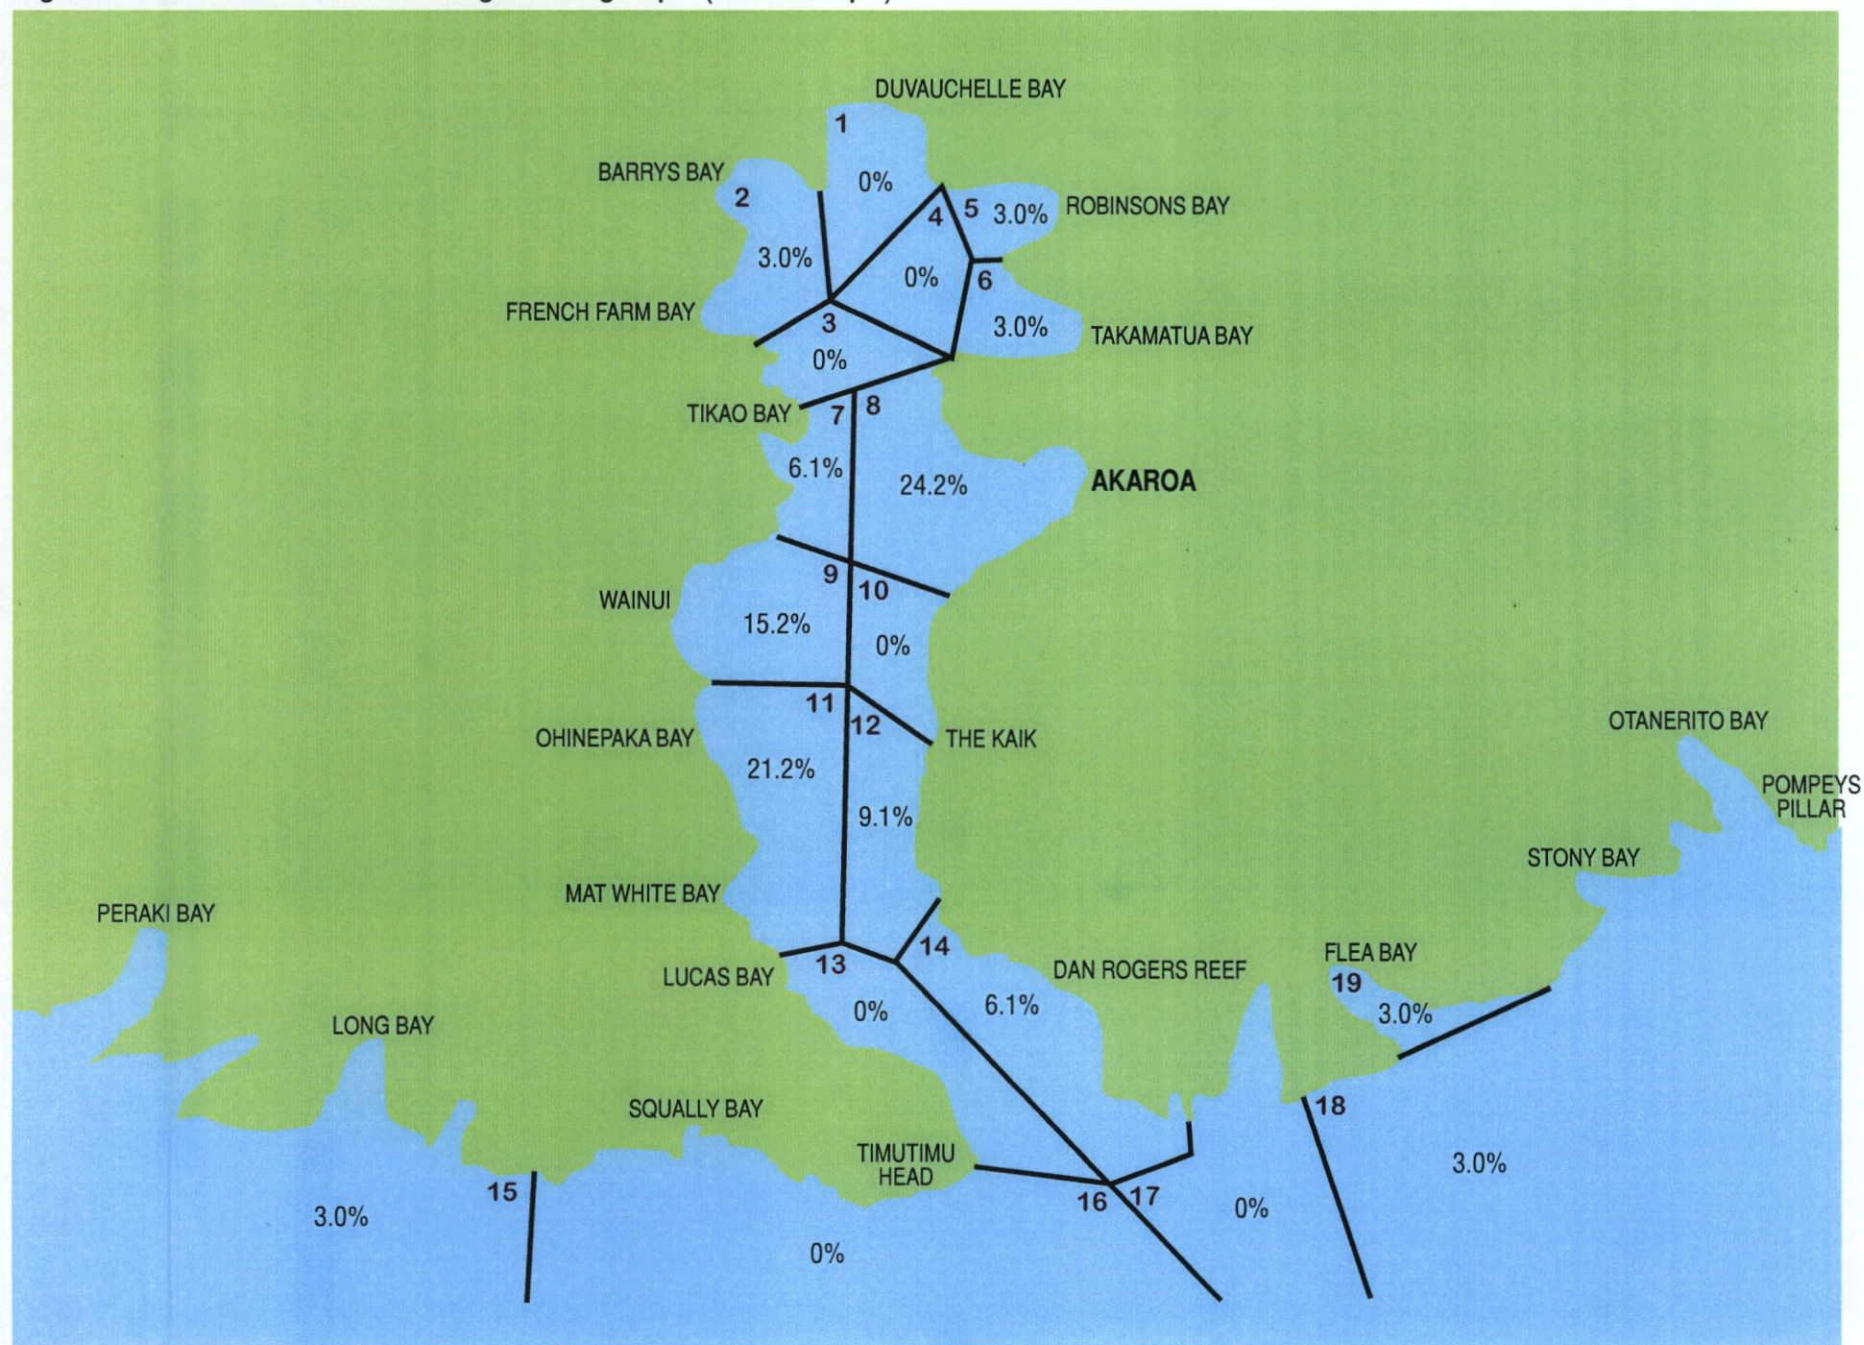 DUVAUCHELLE BAY
1
BARRYS BAY
2
0%
4
5
3.0%
ROBINSONS BAY
3.0%
0%
6
FRENCH FARM BAY
3
3.0%
TAKAMATUA BAY
0%
TIKAO BAY
7
8
6.1%
24.2%
AKAROA
9
10
WAINUI
15.2%
0%
11
12
OHINEPAKA BAY
THE KAIK
21.2%
9.1%
OTANERITO BAY
POMPEYS
PILLAR
STONY BAY
MAT WHITE BAY
PERAKI BAY
14
13
LUCAS BAY
DAN ROGERS REEF
FLEA BAY
19
0%
6.1%
3.0%
LONG BAY
SQUALLY BAY
18
TIMUTIMU
HEAD
3.0%
15
16
17
3.0%
0%
0%